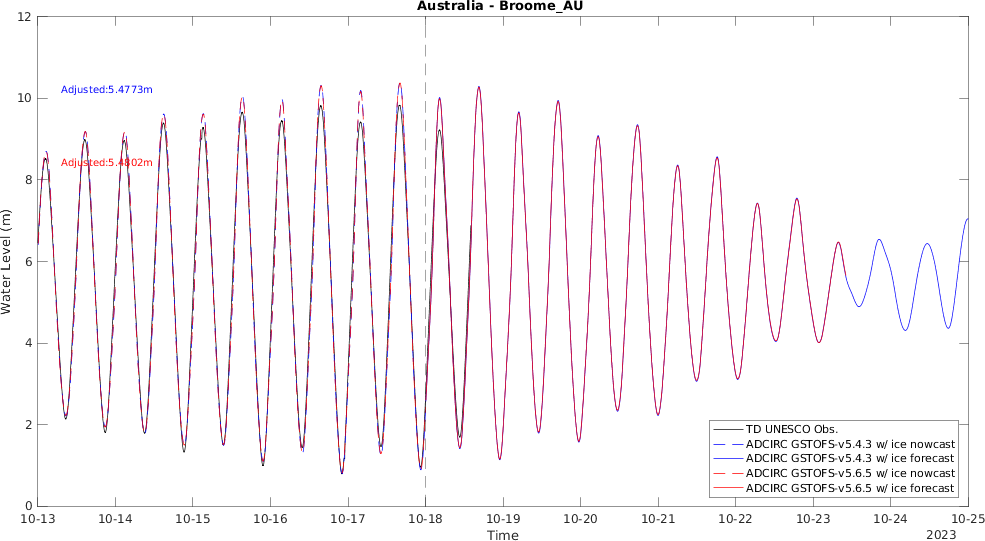 Australia - Broome_AU
12
10
8
6
4
2
0
Water Level (m)
Adjusted:5.4773m
Adjusted:5.4802m
TD UNESCO Obs.
ADCIRC GSTOFS-v5.4.3 w/ ice nowcast
ADCIRC GSTOFS-v5.4.3 w/ ice forecast
ADCIRC GSTOFS-v5.6.5 w/ ice nowcast
ADCIRC GSTOFS-v5.6.5 w/ ice forecast
10-13 10-14 10-15 10-16 10-17 10-18 10-19 10-20 10-21 10-22 10-23 10-24 10-25
Time
2023